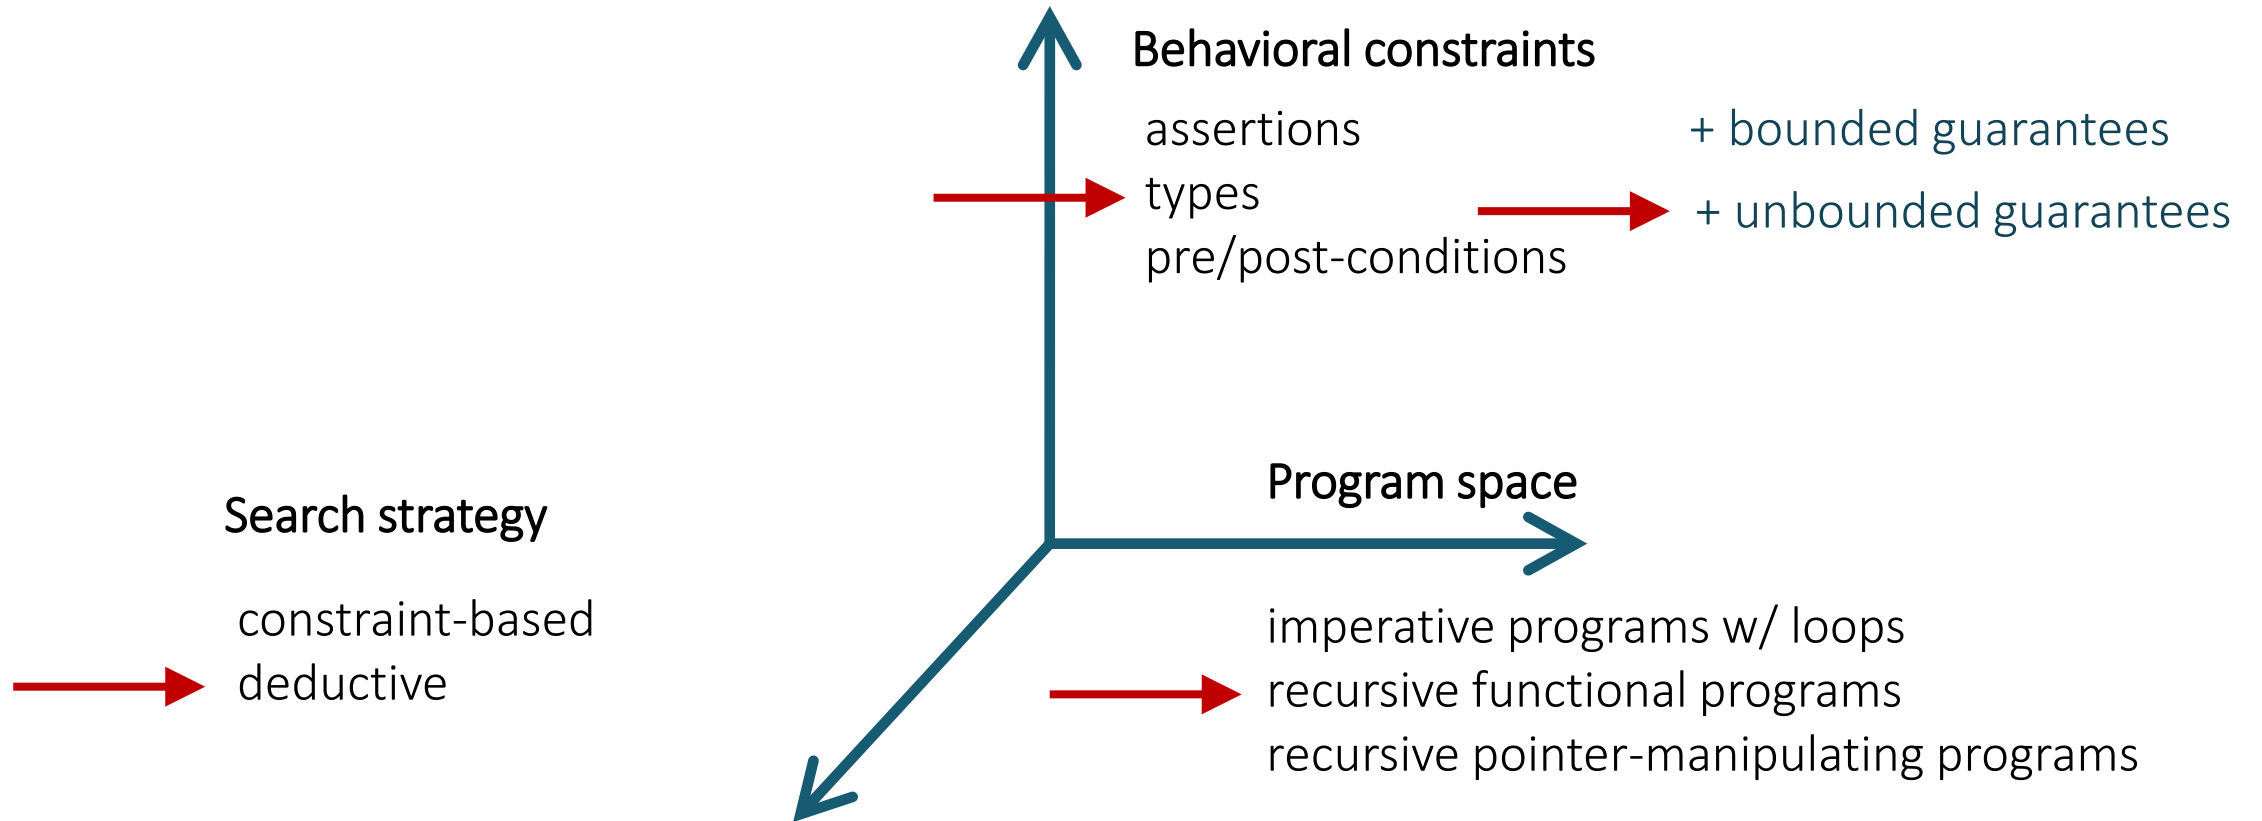 Behavioral constraints
assertions
types
pre/post-conditions
+ bounded guarantees
+ unbounded guarantees
Search strategy
constraint-based
deductive
Program space
imperative programs w/ loops
recursive functional programs
recursive pointer-manipulating programs